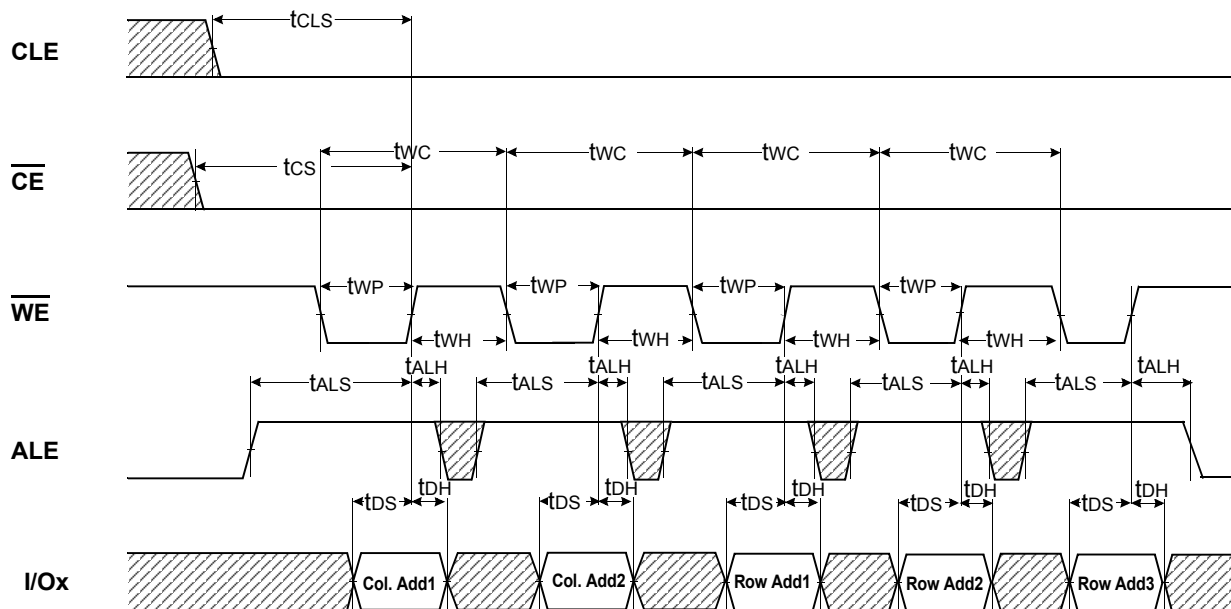 CLE
tCLS
CE
tCS
tWC tWC tWC tWC
WE
tWP tWP tWP tWP
tWH tWH tWH tWH
ALE
tALS tALH tALS tALH tALS tALH tALS tALH tALS tALH
tDS tDH tDS tDH tDS tDH tDS tDH tDS tDH
I/Ox
Col. Add1 Col. Add2 Row Add1 Row Add2 Row Add3